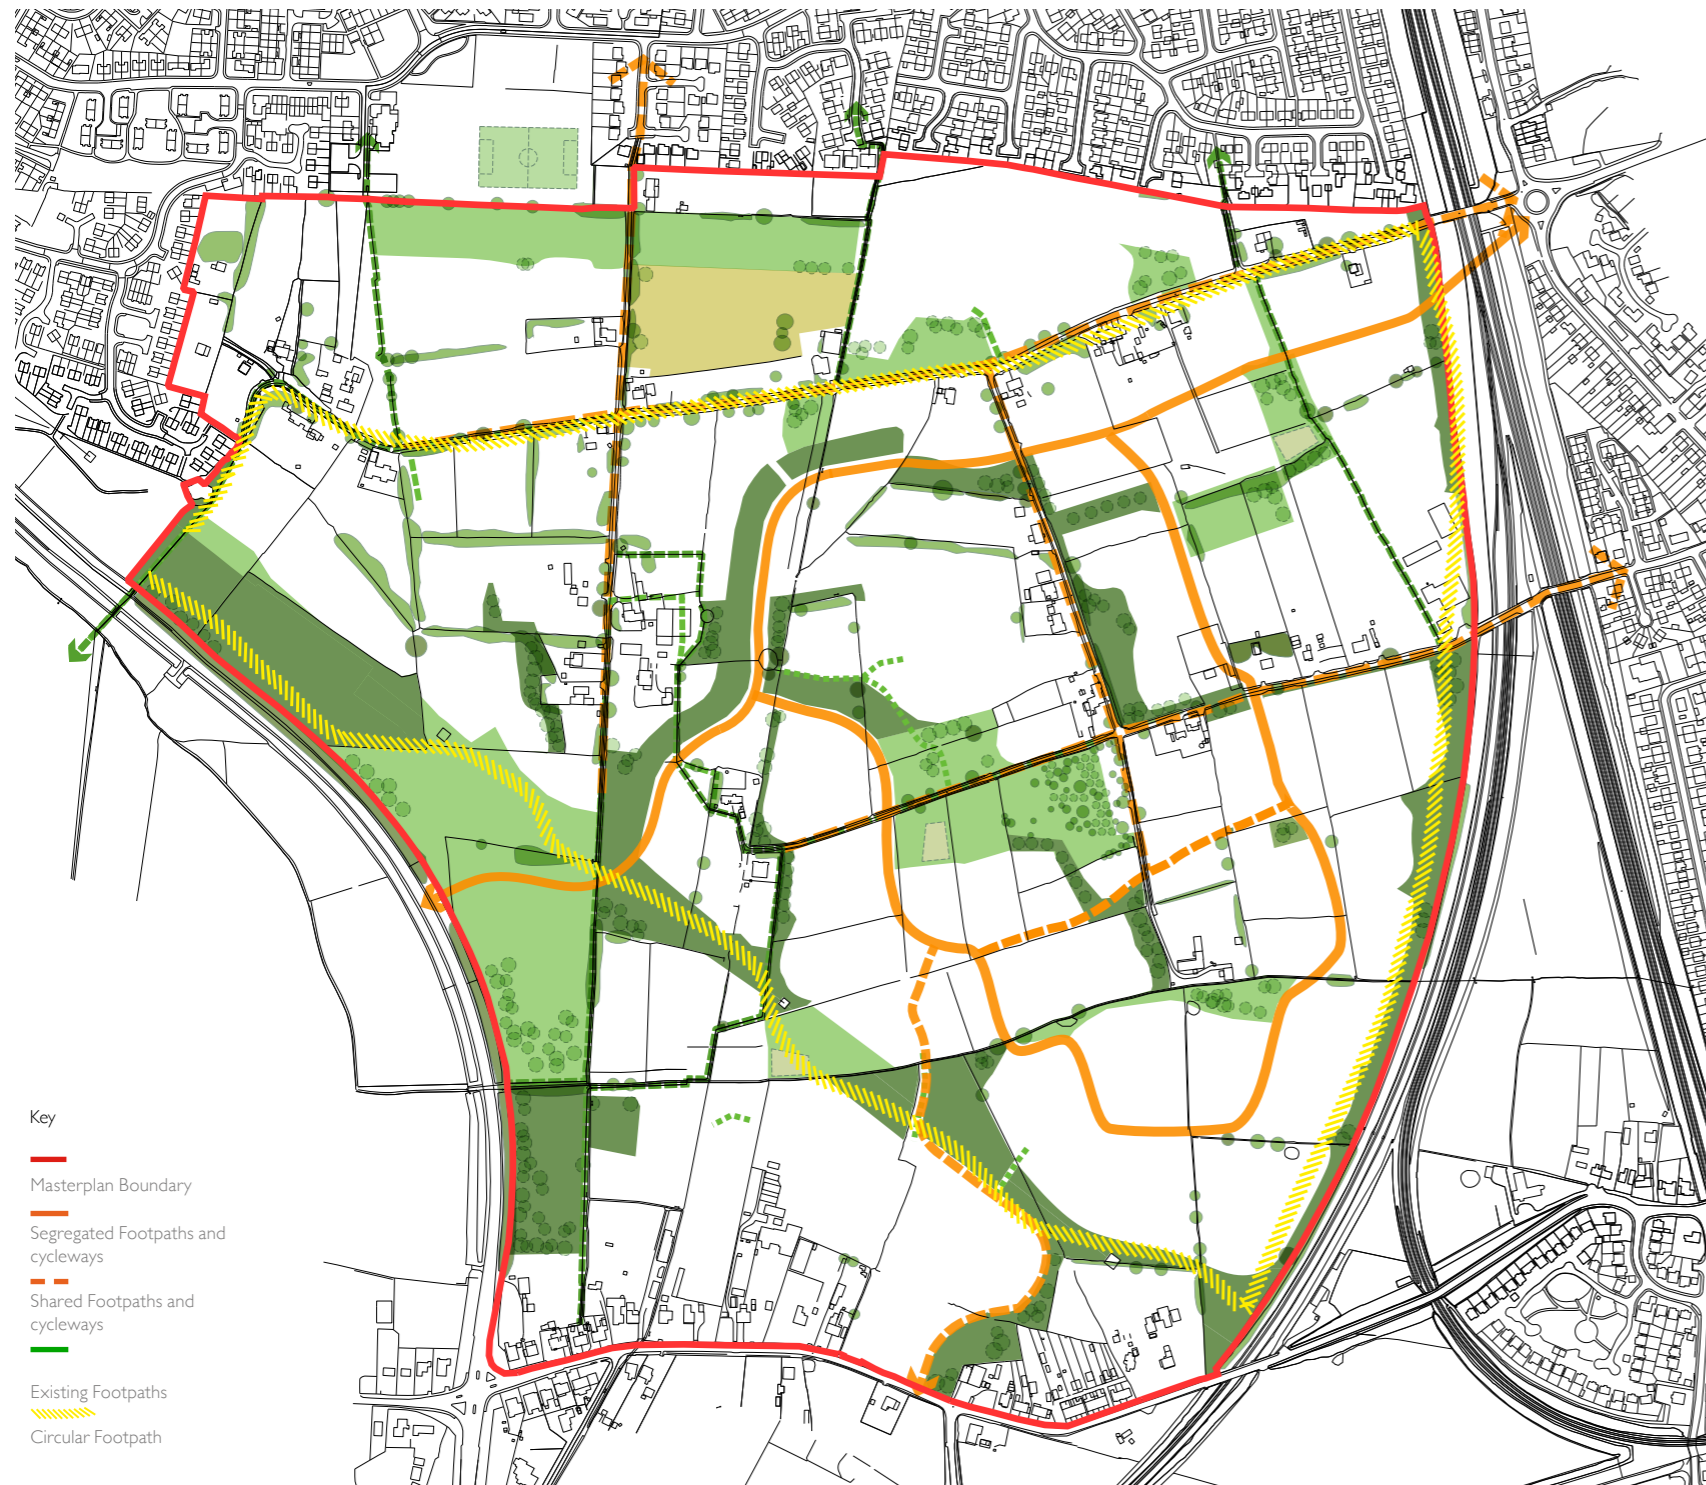 Key
Masterplan Boundary
Segregated Footpaths and
cycleways
Shared Footpaths and
cycleways
Existing Footpaths
Circular Footpath